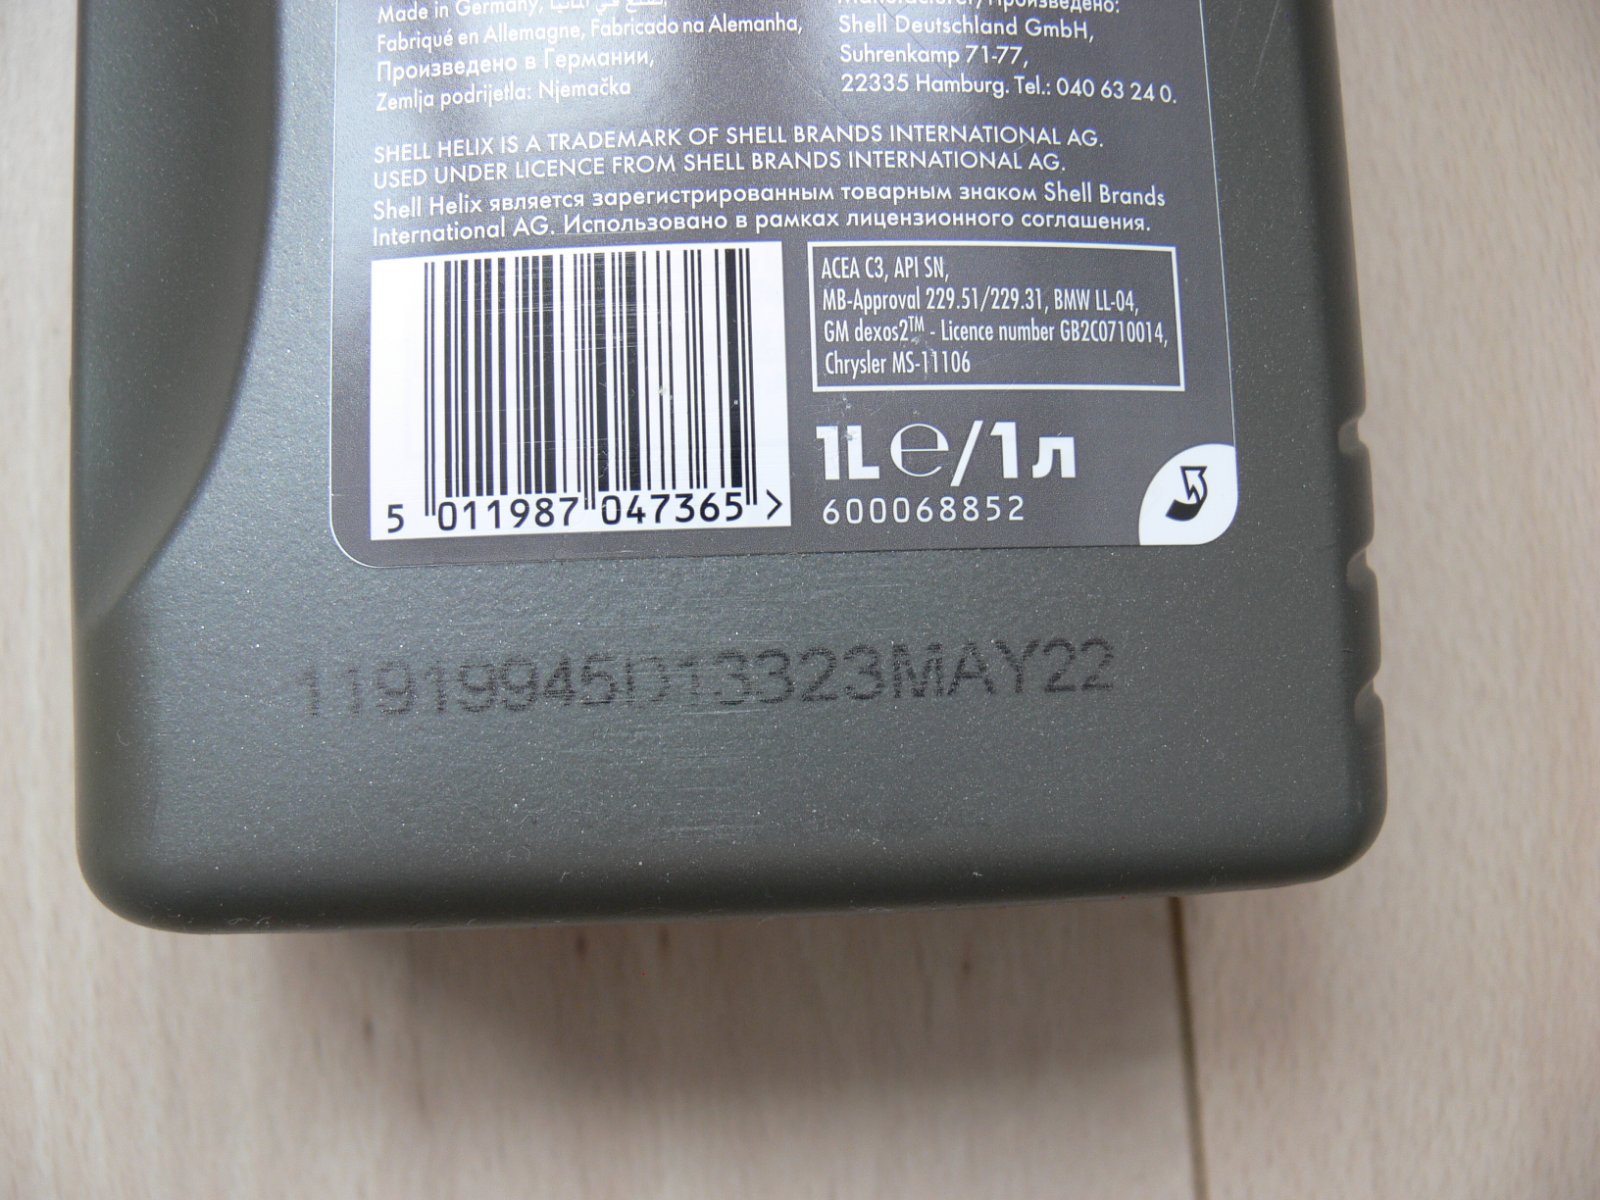 Made in Germany,
Fabriqué en Allemagne, Fabricado na Alemanha,
Произведено в Германии,
Zemlja podrijetla: Njemačka
Manufacturer/Произведено:
Shell Deutschland GmbH,
Suhrenkamp 71-77,
22335 Hamburg. Tel.: 040 63 24 0.
SHELL HELIX IS A TRADEMARK OF SHELL BRANDS INTERNATIONAL AG.
USED UNDER LICENCE FROM SHELL BRANDS INTERNATIONAL AG.
Shell Helix является зарегистрированным товарным знаком Shell Brands
International AG. Использовано в рамках лицензионного соглашения.
5 011987 047365 >
ACEA C3, API SN,
MB-Approval 229.51/229.31, BMW LL-04,
GM dexos2™ - Licence number GB2C0710014,
Chrysler MS-11106
1L e/1л
600068852
11919945D13323MAY22